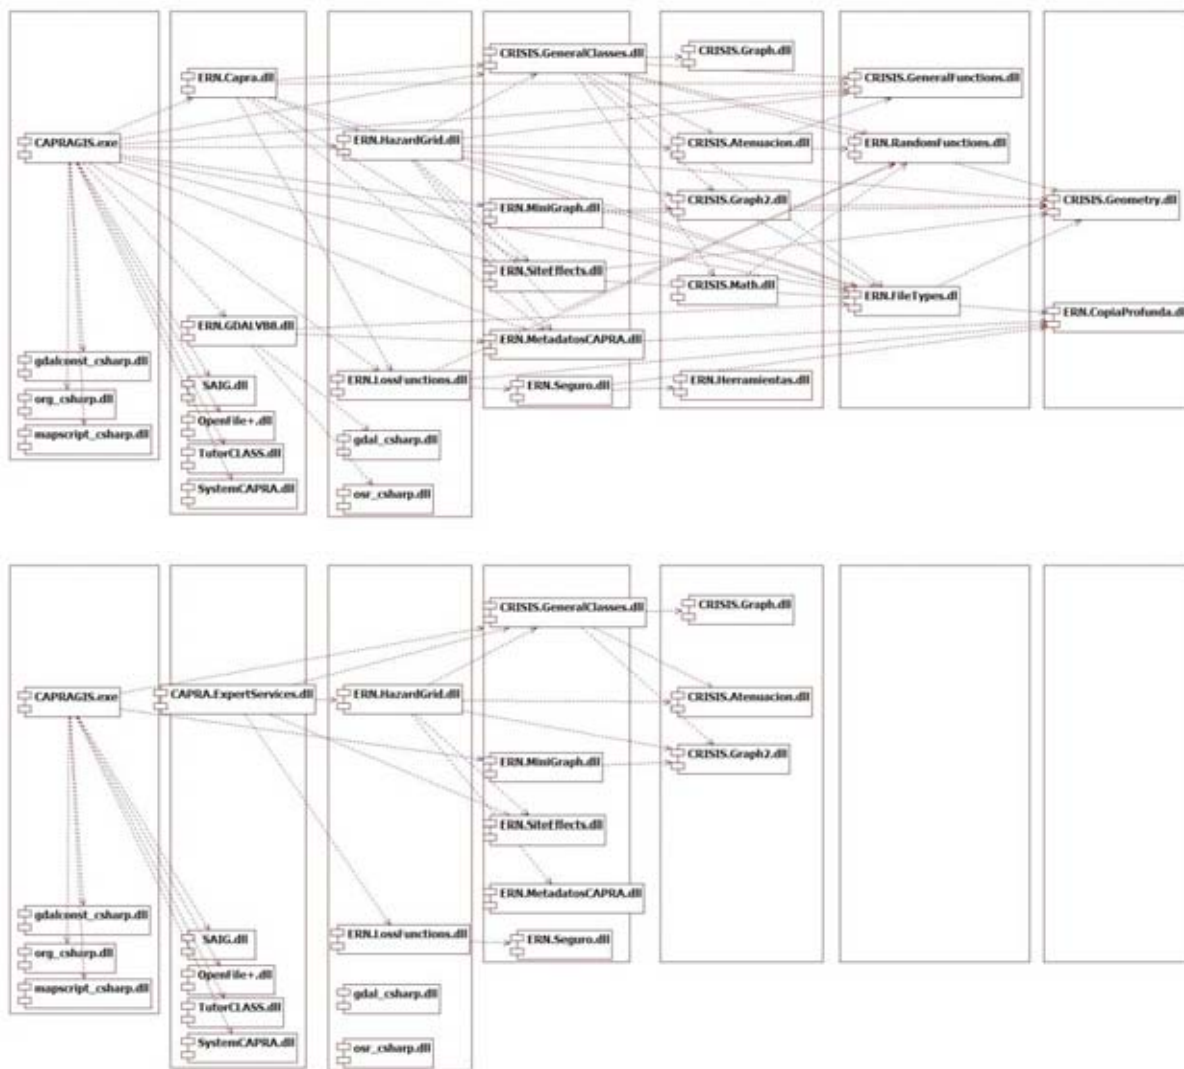 CRISIS.GeneralClasses.dll
CRISIS.Graph.dll
ERN.Capra.dll
CRISIS.GeneralFunctions.dll
CAPRAGIS.exe
ERN.HazardGrid.dll
CRISIS.Atenuacion.dll
ERN.RandomFunctions.dll
ERN.MiniGraph.dll
CRISIS.Graph2.dll
CRISIS.Geometry.dll
ERN.SiteEffects.dll
CRISIS.Math.dll
ERN.FileTypes.dl
ERN.CopiaProfunda.dl
ERN.GDALVB8.dll
ERN.MetadatosCAPRA.dll
gdalconst_csharp.dll
SAIG.dll
ERN.LossFunctions.dll
ERN.Seguro.dll
ERN.Herramientas.dll
org_csharp.dll
OpenFile+.dll
mapscript_csharp.dll
gdal_csharp.dll
TutorCLASS.dll
SystemCAPRA.dll
osr_csharp.dll
CRISIS.GeneralClasses.dll
CRISIS.Graph.dll
CAPRAGIS.exe
CAPRA.ExpertServices.dll
ERN.HazardGrid.dll
CRISIS.Atenuacion.dll
ERN.MiniGraph.dll
CRISIS.Graph2.dll
ERN.SiteEffects.dll
ERN.MetadatosCAPRA.dll
gdalconst_csharp.dll
SAIG.dll
ERN.LossFunctions.dll
ERN.Seguro.dll
org_csharp.dll
OpenFile+.dll
mapscript_csharp.dll
gdal_csharp.dll
TutorCLASS.dll
SystemCAPRA.dll
osr_csharp.dll